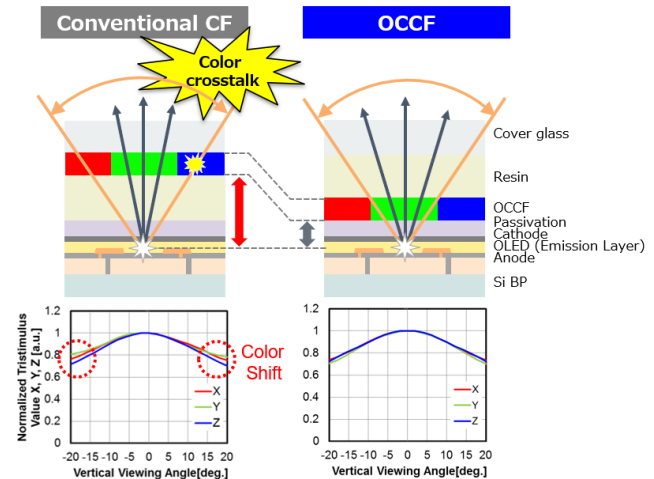 Conventional CF
OCCF
Color
crosstalk
Cover glass
Resin
OCCF
Passivation
Cathode
OLED (Emission Layer)
Anode
Si BP
Normalized Tristimulus
Value X, Y, Z [a.u.]
1.2
1
0.8
0.6
0.4
0.2
0
-20 -15 -10 -5 0 5 10 15 20
Vertical Viewing Angle[deg.]
X
Y
Z
Color
Shift
1.2
1
0.8
0.6
0.4
0.2
0
-20 -15 -10 -5 0 5 10 15 20
Vertical Viewing Angle[deg.]
X
Y
Z